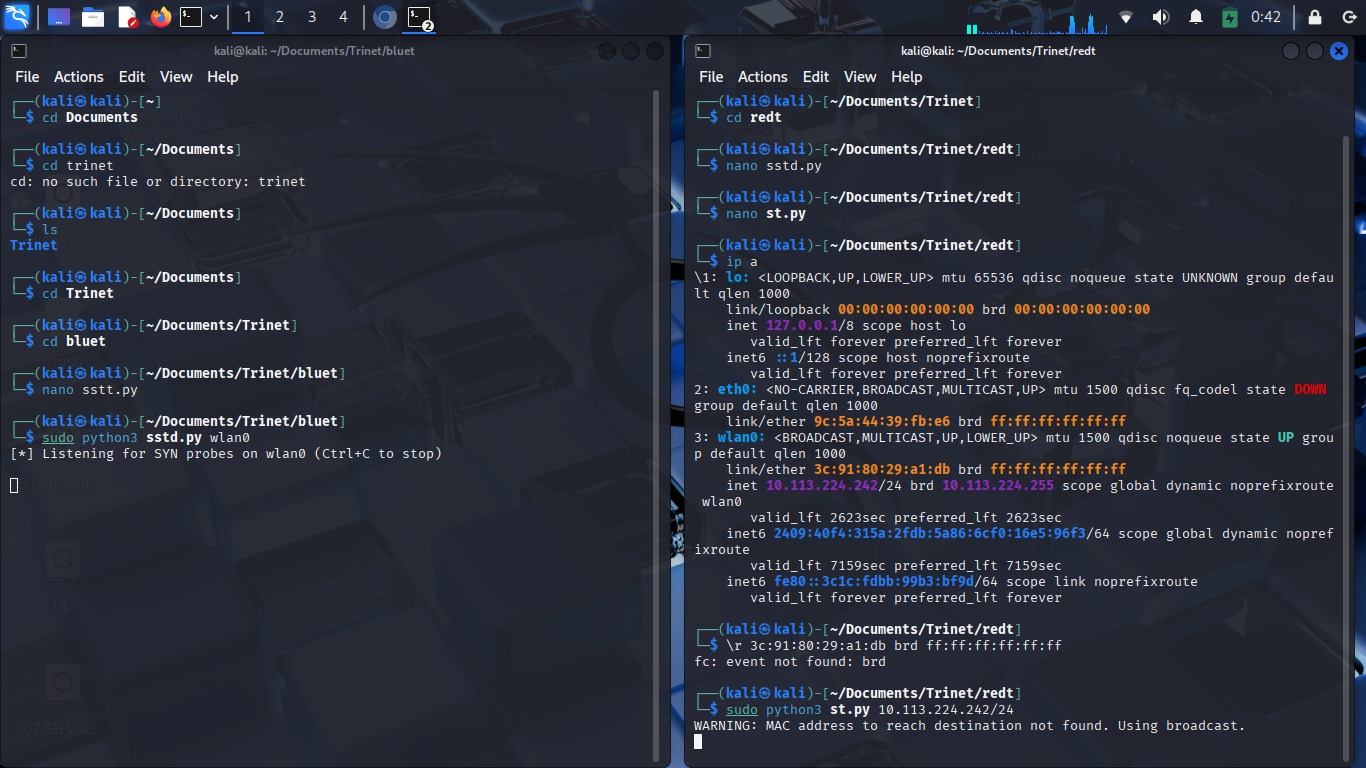 1 2 3 4 2 0:42
kali@kali: ~/Documents/Trinet/bluet
File Actions Edit View Help
┌──(kali㉿kali)-[~]
└─$ cd Documents
┌──(kali㉿kali)-[~/Documents]
└─$ cd trinet
cd: no such file or directory: trinet
┌──(kali㉿kali)-[~/Documents]
└─$ ls
Trinet
┌──(kali㉿kali)-[~/Documents]
└─$ cd Trinet
┌──(kali㉿kali)-[~/Documents/Trinet]
└─$ cd bluet
┌──(kali㉿kali)-[~/Documents/Trinet/bluet]
└─$ nano sstt.py
┌──(kali㉿kali)-[~/Documents/Trinet/bluet]
└─$ sudo python3 sstd.py wlan0
[*] Listening for SYN probes on wlan0 (Ctrl+C to stop)
DD
107 GB Vol...
kali@kali: ~/Documents/Trinet/redt
File Actions Edit View Help
┌──(kali㉿kali)-[~/Documents/Trinet]
└─$ cd redt
┌──(kali㉿kali)-[~/Documents/Trinet/redt]
└─$ nano sstd.py
┌──(kali㉿kali)-[~/Documents/Trinet/redt]
└─$ nano st.py
┌──(kali㉿kali)-[~/Documents/Trinet/redt]
└─$ ip a
\1: lo: <LOOPBACK,UP,LOWER_UP> mtu 65536 qdisc noqueue state UNKNOWN group defau
lt qlen 1000
link/loopback 00:00:00:00:00:00 brd 00:00:00:00:00:00
inet 127.0.0.1/8 scope host lo
valid_lft forever preferred_lft forever
inet6 ::1/128 scope host noprefixroute
valid_lft forever preferred_lft forever
2: eth0: <NO-CARRIER,BROADCAST,MULTICAST,UP> mtu 1500 qdisc fq_codel state DOWN
group default qlen 1000
link/ether 9c:5a:44:39:fb:e6 brd ff:ff:ff:ff:ff:ff
3: wlan0: <BROADCAST,MULTICAST,UP,LOWER_UP> mtu 1500 qdisc noqueue state UP grou
p default qlen 1000
link/ether 3c:91:80:29:a1:db brd ff:ff:ff:ff:ff:ff
inet 10.113.224.242/24 brd 10.113.224.255 scope global dynamic noprefixroute
wlan0
valid_lft 2623sec preferred_lft 2623sec
inet6 2409:40f4:315a:2fdb:5a86:6cf0:16e5:96f3/64 scope global dynamic nopref
ixroute
valid_lft 7159sec preferred_lft 7159sec
inet6 fe80::3c1c:fdbb:99b3:bf9d/64 scope link noprefixroute
valid_lft forever preferred_lft forever
┌──(kali㉿kali)-[~/Documents/Trinet/redt]
└─$ \r 3c:91:80:29:a1:db brd ff:ff:ff:ff:ff:ff
fc: event not found: brd
┌──(kali㉿kali)-[~/Documents/Trinet/redt]
└─$ sudo python3 st.py 10.113.224.242/24
WARNING: MAC address to reach destination not found. Using broadcast.